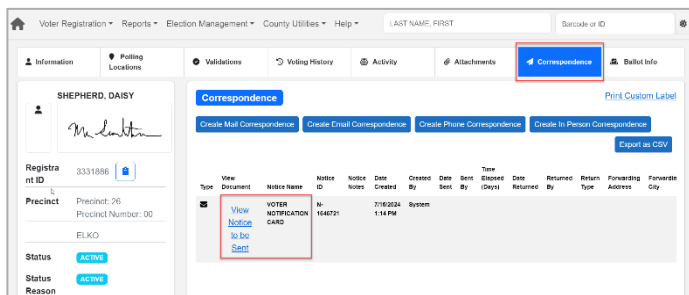 Voter Registration Reports Election Management County Utilities Help LAST NAME, FIRST Barcode or ID
Information Polling Locations Validations Voting History Activity Attachments Correspondence Ballot Info
SHEPHERD, DAISY
Registrant ID 3331886
Precinct Precinct: 26
Precinct Number: 00
ELKO
Status ACTIVE
Status Reason ACTIVE
Correspondence Print Custom Label
Create Mail Correspondence Create Email Correspondence Create Phone Correspondence Create In Person Correspondence
Export as CSV
Type View Document Notice Name Notice ID Notice Notes Date Created Created By Date Sent Sent By Time Elapsed (Days) Date Returned Returned By Return Type Forwarding Address Forwardin City
View Notice to be Sent VOTER NOTIFICATION CARD N-1646721 7/16/2024 1:14 PM System